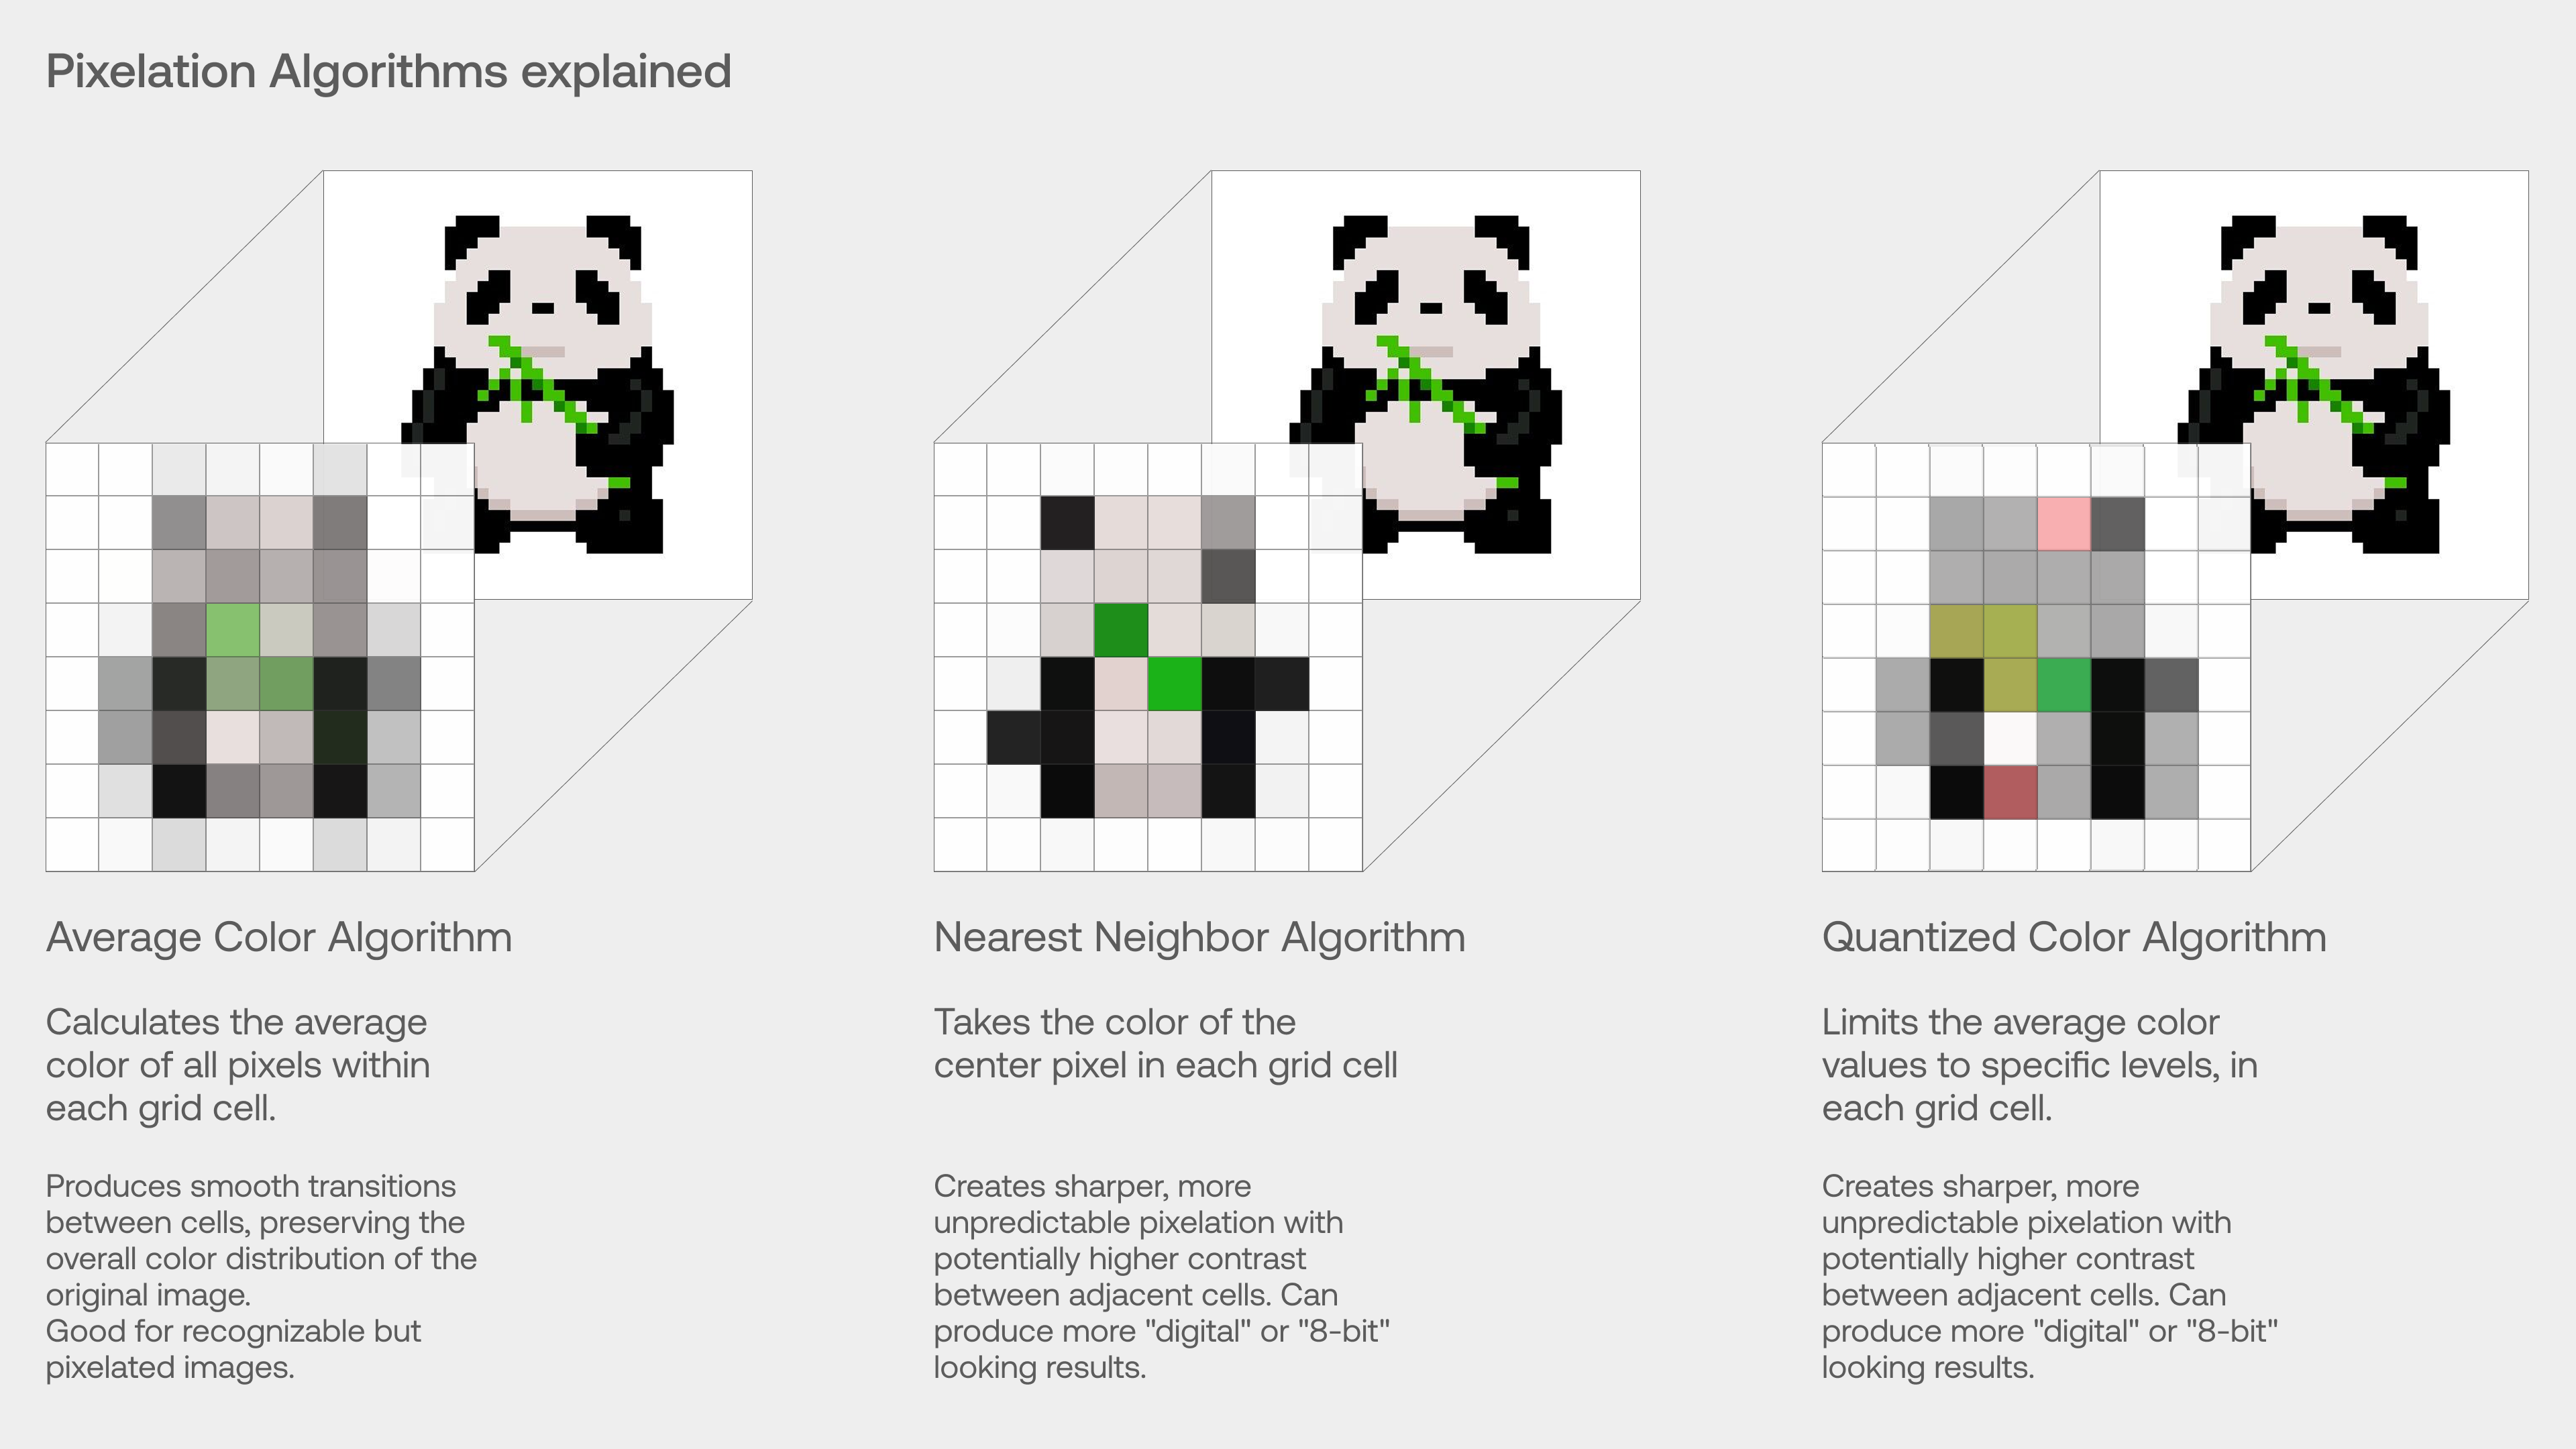 Pixelation Algorithms explained
Average Color Algorithm
Calculates the average
color of all pixels within
each grid cell.
Produces smooth transitions
between cells, preserving the
overall color distribution of the
original image.
Good for recognizable but
pixelated images.
Nearest Neighbor Algorithm
Takes the color of the
center pixel in each grid cell
Creates sharper, more
unpredictable pixelation with
potentially higher contrast
between adjacent cells. Can
produce more "digital" or "8-bit"
looking results.
Quantized Color Algorithm
Limits the average color
values to specific levels, in
each grid cell.
Creates sharper, more
unpredictable pixelation with
potentially higher contrast
between adjacent cells. Can
produce more "digital" or "8-bit"
looking results.